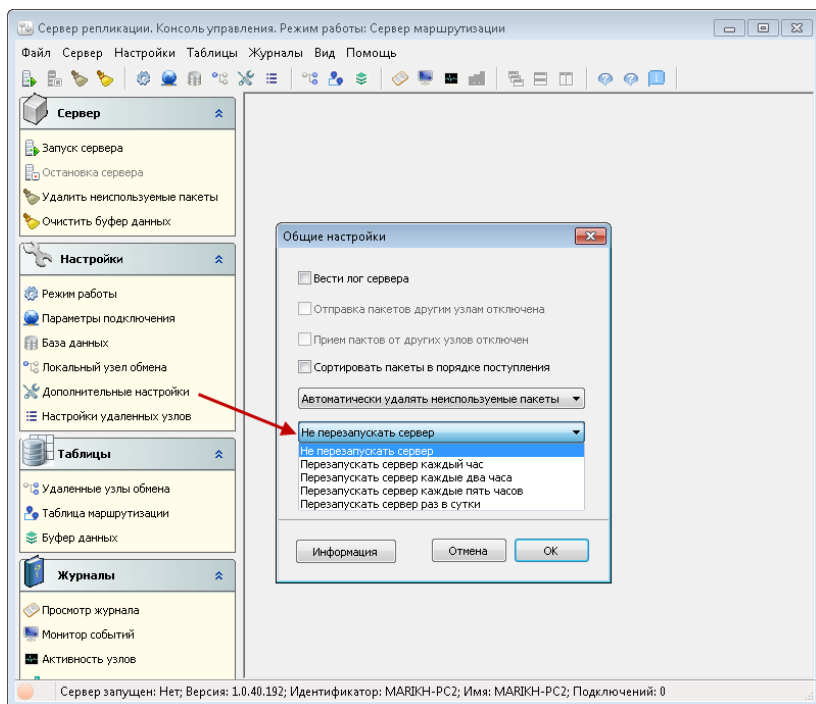 Сервер репликации. Консоль управления. Режим работы: Сервер маршрутизации
Файл Сервер Настройки Таблицы Журналы Вид Помощь
Сервер
Запуск сервера
Остановка сервера
Удалить неиспользуемые пакеты
Очистить буфер данных
Настройки
Режим работы
Параметры подключения
База данных
Локальный узел обмена
Дополнительные настройки
Настройки удаленных узлов
Таблицы
Удаленные узлы обмена
Таблица маршрутизации
Буфер данных
Журналы
Просмотр журнала
Монитор событий
Активность узлов
Общие настройки
Вести лог сервера
Отправка пакетов другим узлам отключена
Прием пактов от других узлов отключен
Сортировать пакеты в порядке поступления
Автоматически удалять неиспользуемые пакеты
Не перезапускать сервер
Не перезапускать сервер
Перезапускать сервер каждый час
Перезапускать сервер каждые два часа
Перезапускать сервер каждые пять часов
Перезапускать сервер раз в сутки
Информация Отмена ОК
Сервер запущен: Нет; Версия: 1.0.40.192; Идентификатор: MARIKH-PC2; Имя: MARIKH-PC2; Подключений: 0